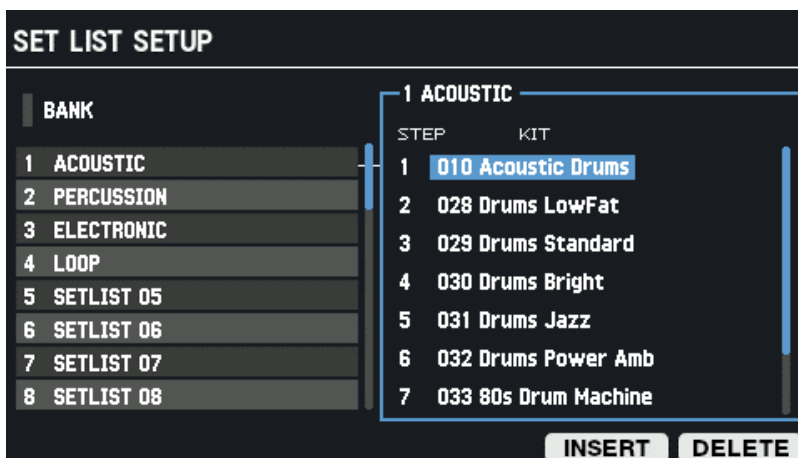 SET LIST SETUP
BANK
1 ACOUSTIC
2 PERCUSSION
3 ELECTRONIC
4 LOOP
5 SETLIST 05
6 SETLIST 06
7 SETLIST 07
8 SETLIST 08
1 ACOUSTIC
STEP KIT
1 010 Acoustic Drums
2 028 Drums LowFat
3 029 Drums Standard
4 030 Drums Bright
5 031 Drums Jazz
6 032 Drums Power Amb
7 033 80s Drum Machine
INSERT DELETE